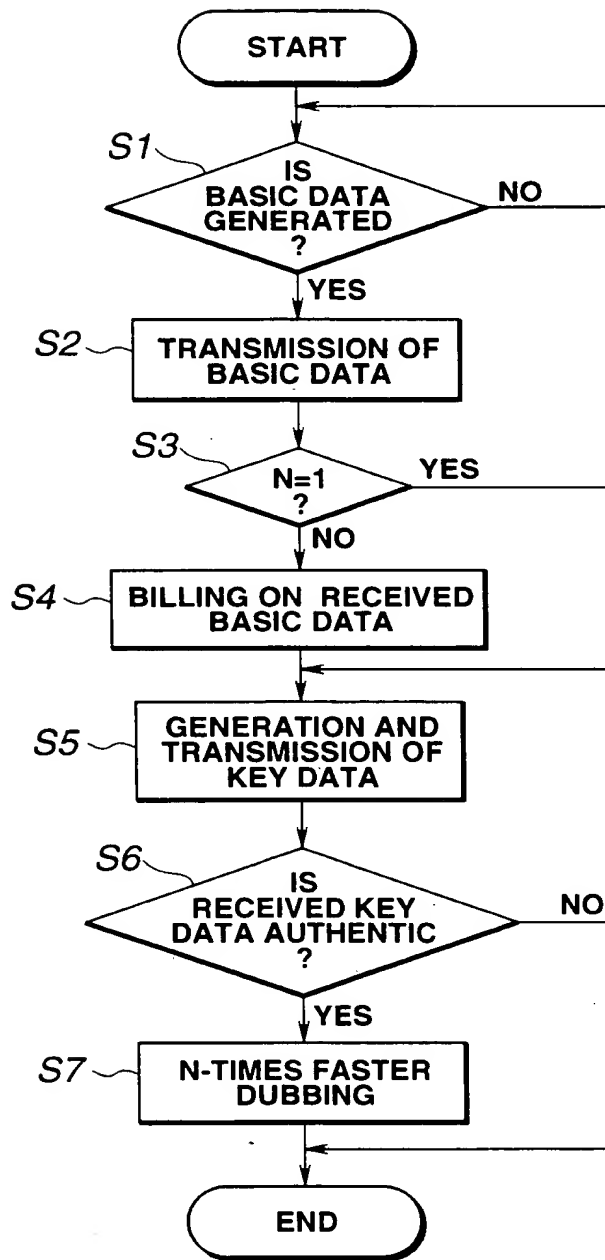 START
S1
IS
BASIC DATA
GENERATED
?
NO
YES
S2
TRANSMISSION OF
BASIC DATA
S3
N=1
?
YES
NO
S4
BILLING ON RECEIVED
BASIC DATA
S5
GENERATION AND
TRANSMISSION OF
KEY DATA
S6
IS
RECEIVED KEY
DATA AUTHENTIC
?
NO
YES
S7
N-TIMES FASTER
DUBBING
END